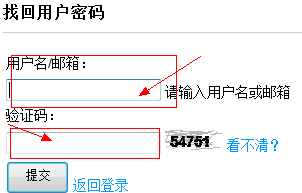 找回用户密码
用户名/邮箱:
请输入用户名或邮箱
验证码:
54751 看不清?
提交 返回登录